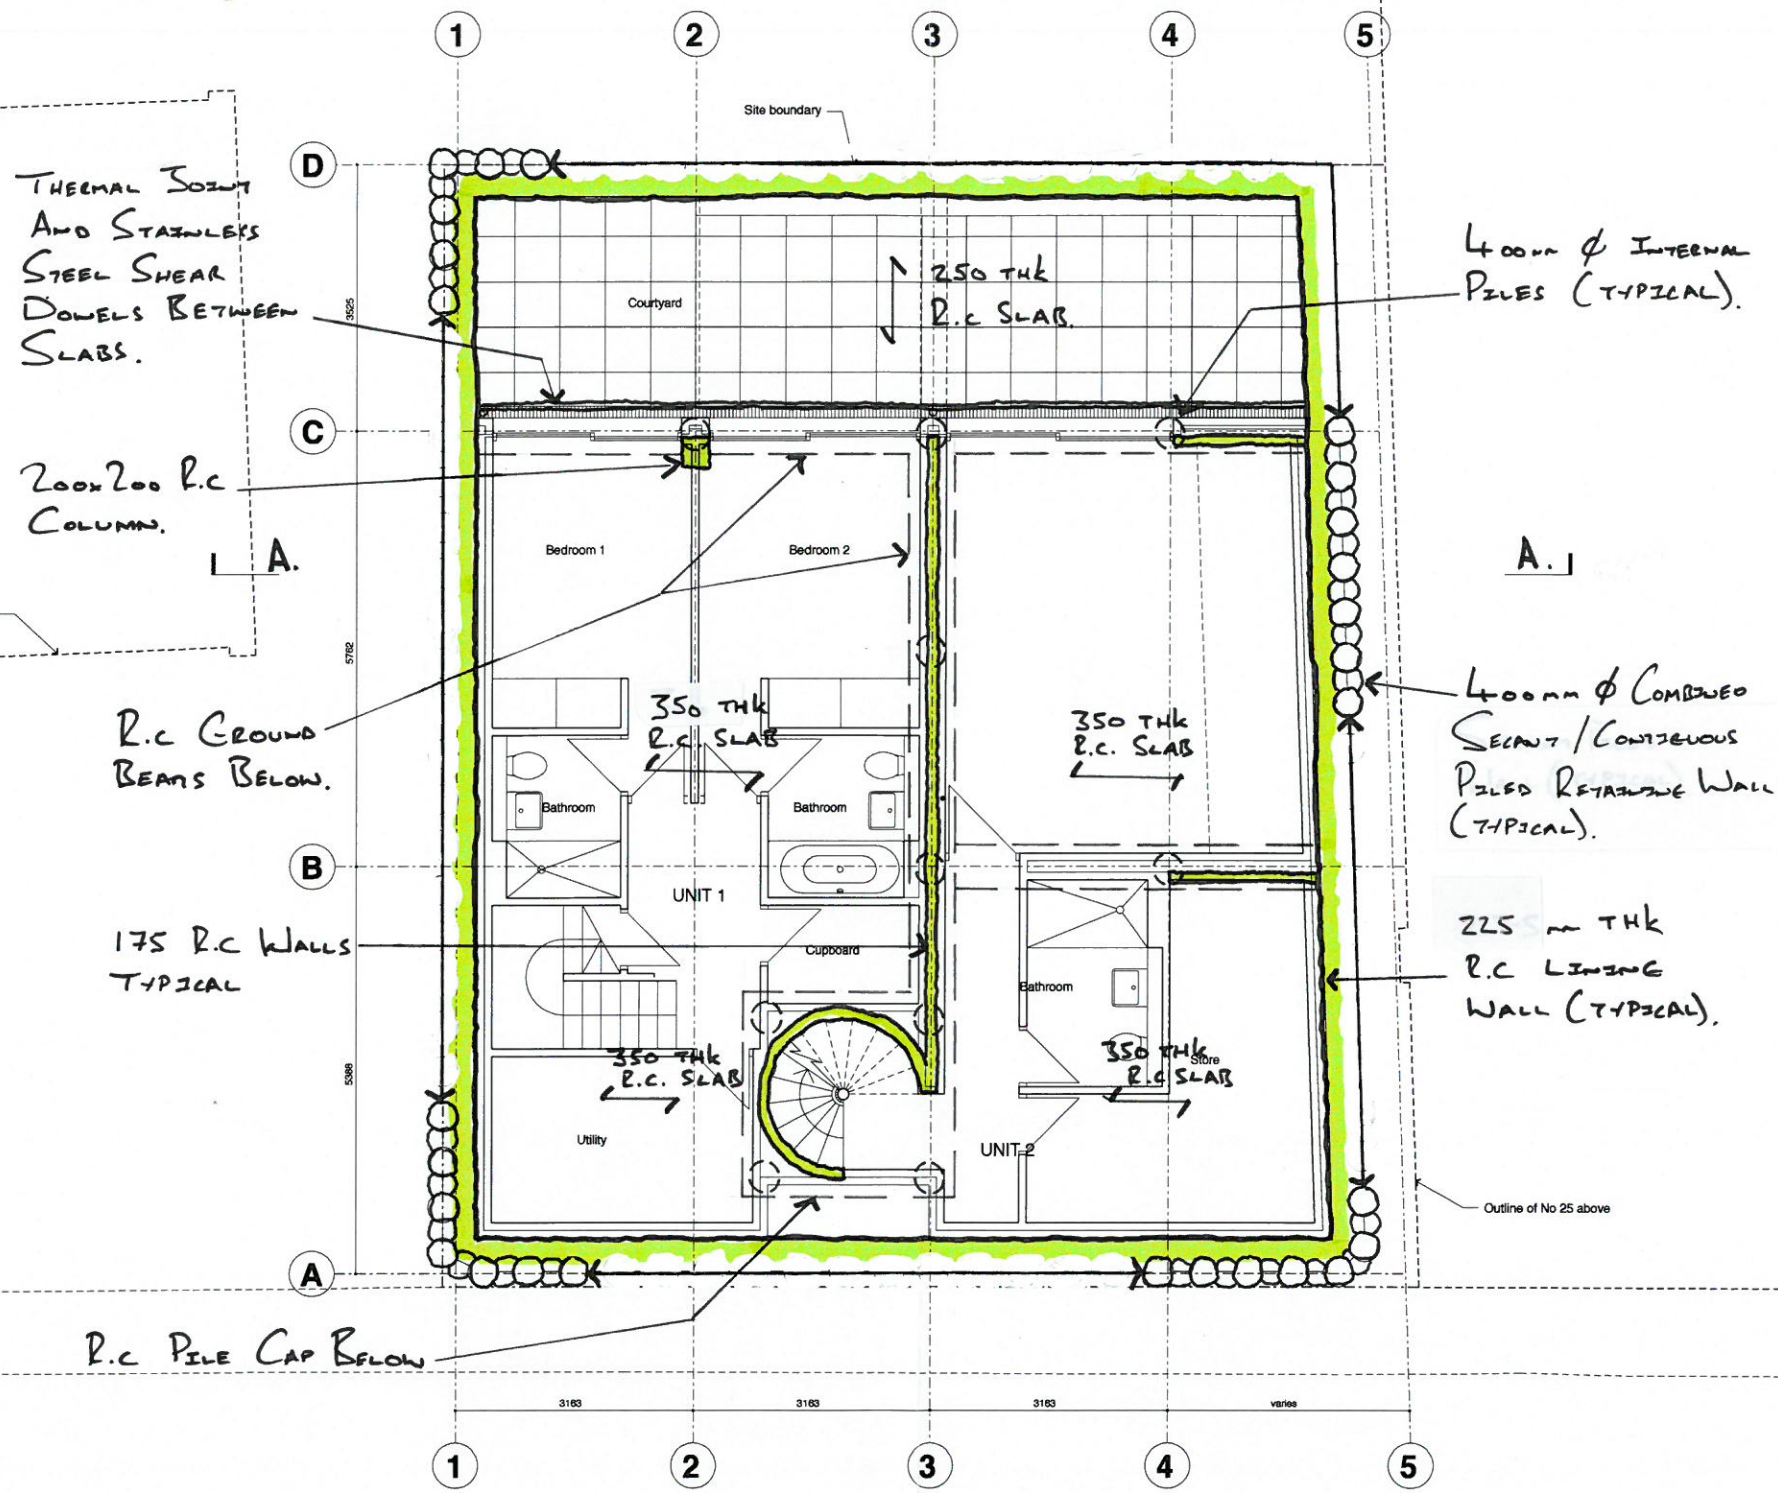 1 2 3 4 5
Site boundary
D
THERMAL JOINT
AND STAINLESS
STEEL SHEAR
DOWELS BETWEEN
SLABS.
400mm Ø INTERNAL
PILES (TYPICAL).
250 THK
R.C SLAB.
Courtyard
3525
C
200x200 R.C
COLUMN.
A.
A.
Bedroom 1
Bedroom 2
5762
R.C GROUND
BEAMS BELOW.
350 THK
R.C. SLAB
350 THK
R.C. SLAB
400mm Ø COMBINED
SECANT / CONTIGUOUS
PILED RETAINING WALL
(TYPICAL).
Bathroom
Bathroom
B
UNIT 1
175 R.C WALLS
TYPICAL
Cupboard
225 mm THK
R.C LINING
WALL (TYPICAL).
Bathroom
5388
350 THK
R.C. SLAB
350 THK
R.C SLAB
Store
Utility
UNIT 2
Outline of No 25 above
A
R.C PILE CAP BELOW
3163 3163 3163 varies
1 2 3 4 5